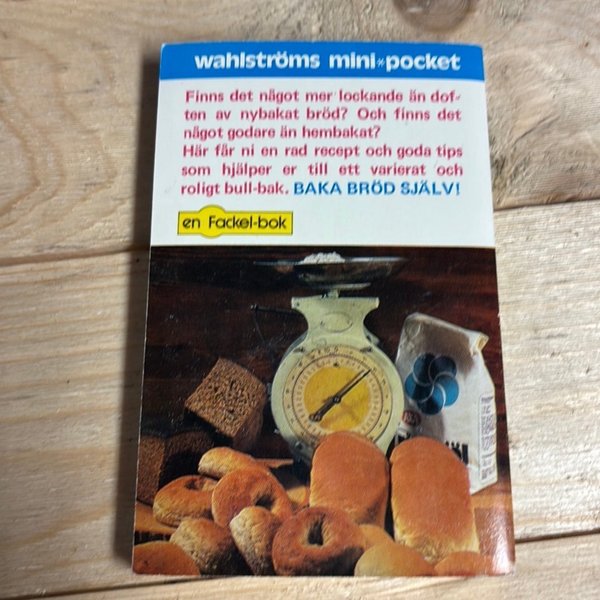 wahlströms mini*pocket
Finns det något mer lockande än dof-
ten av nybakat bröd? Och finns det
något godare än hembakat?
Här får ni en rad recept och goda tips
som hjälper er till ett varierat och
roligt bull-bak. BAKA BRÖD SJÄLV!
en Fackel-bok